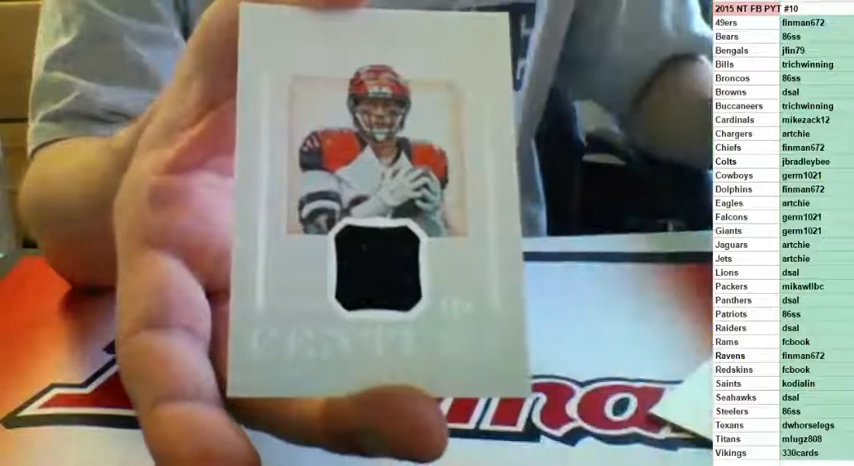 2015 NT FB PYT #10
49ers finman672
Bears 86ss
Bengals jfin79
Bills trichwinning
Broncos 86ss
Browns dsal
Buccaneers trichwinning
Cardinals mikezack12
Chargers artchie
Chiefs finman672
Colts jbradleybee
Cowboys germ1021
Dolphins finman672
Eagles artchie
Falcons germ1021
Giants germ1021
Jaguars artchie
Jets artchie
Lions dsal
Packers mikawllbc
Panthers dsal
Patriots 86ss
Raiders dsal
Rams fcbook
Ravens finman672
Redskins fcbook
Saints kodialin
Seahawks dsal
Steelers 86ss
Texans dwhorselegs
Titans mlugz808
Vikings 330cards